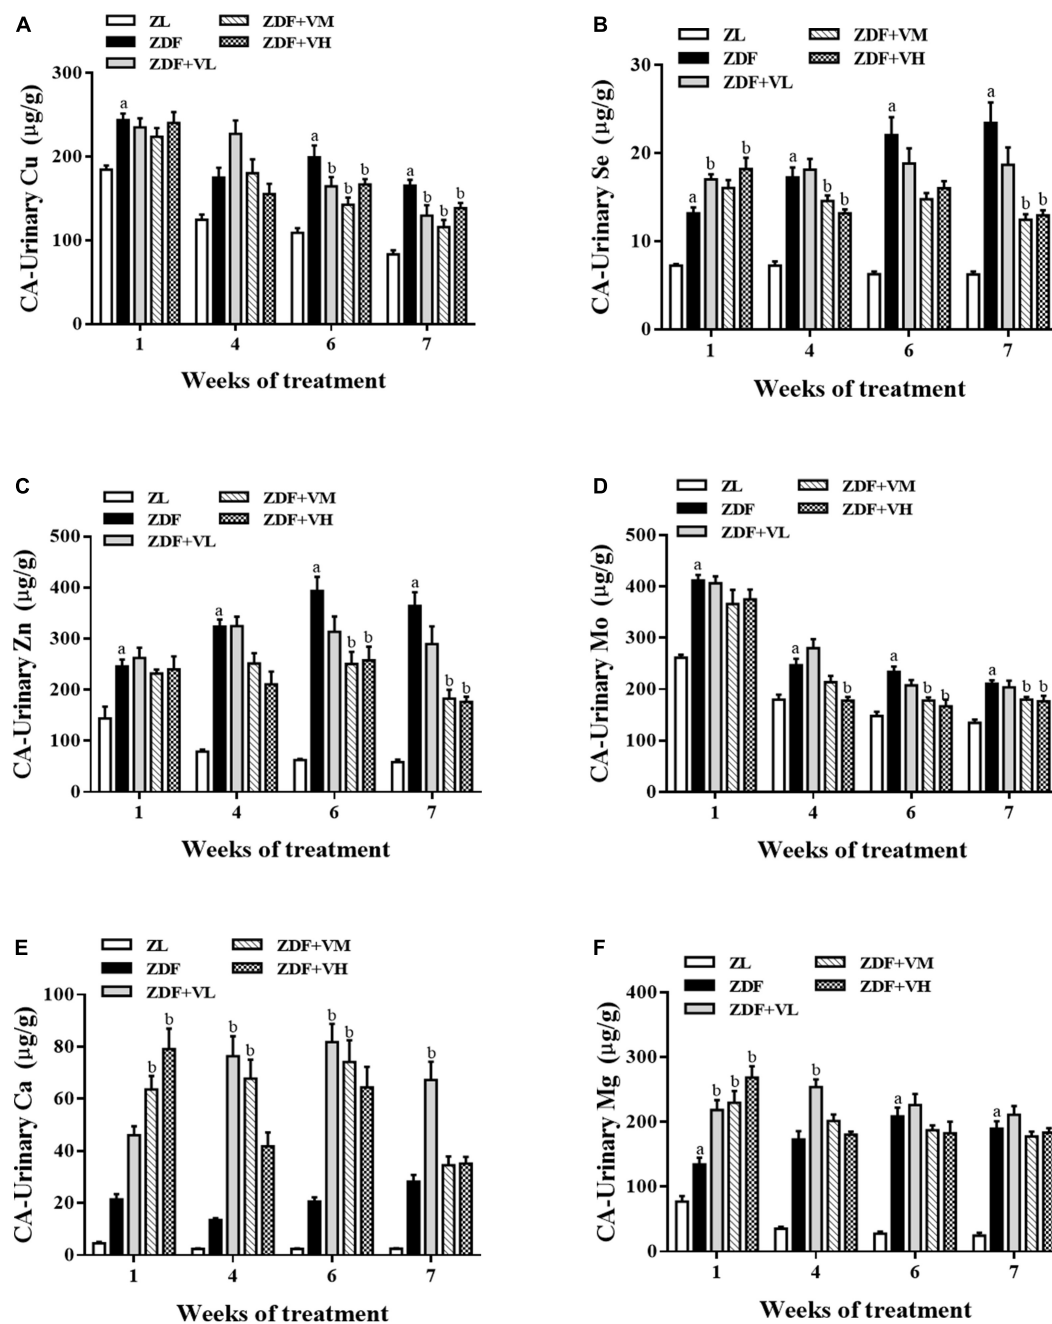 A
ZL
ZDF+VM
ZDF
ZDF+VH
ZDF+VL
CA-Urinary Cu (μg/g)
300
200
100
0
a
a b b b
a b b b
1 4 6 7
Weeks of treatment
B
ZL
ZDF+VM
ZDF
ZDF+VH
ZDF+VL
CA-Urinary Se (μg/g)
30
20
10
0
a b b
a b b
a
a b b
1 4 6 7
Weeks of treatment
C
ZL
ZDF+VM
ZDF
ZDF+VH
ZDF+VL
CA-Urinary Zn (μg/g)
500
400
300
200
100
0
a
a
a b b
a b b
1 4 6 7
Weeks of treatment
D
ZL
ZDF+VM
ZDF
ZDF+VH
ZDF+VL
CA-Urinary Mo (μg/g)
500
400
300
200
100
0
a
a b
a b b
a b b
1 4 6 7
Weeks of treatment
E
ZL
ZDF+VM
ZDF
ZDF+VH
ZDF+VL
CA-Urinary Ca (μg/g)
100
80
60
40
20
0
b b
b b
b b
b
1 4 6 7
Weeks of treatment
F
ZL
ZDF+VM
ZDF
ZDF+VH
ZDF+VL
CA-Urinary Mg (μg/g)
400
300
200
100
0
a b b b
b
a
a
1 4 6 7
Weeks of treatment